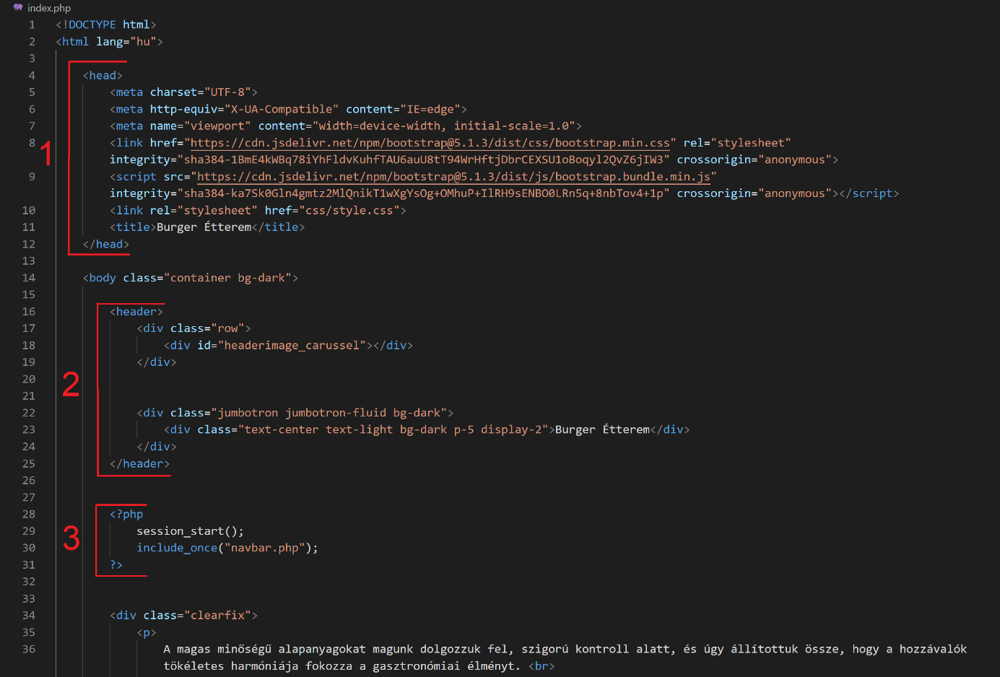 index.php
1 <!DOCTYPE html>
2 <html lang="hu">
3
4 <head>
5 <meta charset="UTF-8">
6 <meta http-equiv="X-UA-Compatible" content="IE=edge">
7 <meta name="viewport" content="width=device-width, initial-scale=1.0">
8 <link href="https://cdn.jsdelivr.net/npm/bootstrap@5.1.3/dist/css/bootstrap.min.css" rel="stylesheet"
1
integrity="sha384-1BmE4kWBq78iYhFldvKuhfTAU6auU8tT94WrHftjDbrCEXSU1oBoqyl2QvZ6jIW3" crossorigin="anonymous">
9 <script src="https://cdn.jsdelivr.net/npm/bootstrap@5.1.3/dist/js/bootstrap.bundle.min.js"
integrity="sha384-ka7Sk0Gln4gmtz2MlQnikT1wXgYsOg+OMhuP+IlRH9sENBO0LRn5q+8nbTov4+1p" crossorigin="anonymous"></script>
10 <link rel="stylesheet" href="css/style.css">
11 <title>Burger Étterem</title>
12 </head>
13
14 <body class="container bg-dark">
15
16 <header>
17 <div class="row">
18 <div id="headerimage_carussel"></div>
19 </div>
20
2
21
22 <div class="jumbotron jumbotron-fluid bg-dark">
23 <div class="text-center text-light bg-dark p-5 display-2">Burger Étterem</div>
24 </div>
25 </header>
26
27
28 <?php
29 session_start();
3
30 include_once("navbar.php");
31 ?>
32
33
34 <div class="clearfix">
35 <p>
36 A magas minőségű alapanyagokat magunk dolgozzuk fel, szigorú kontroll alatt, és úgy állítottuk össze, hogy a hozzávalók
tökéletes harmóniája fokozza a gasztronómiai élményt. <br>